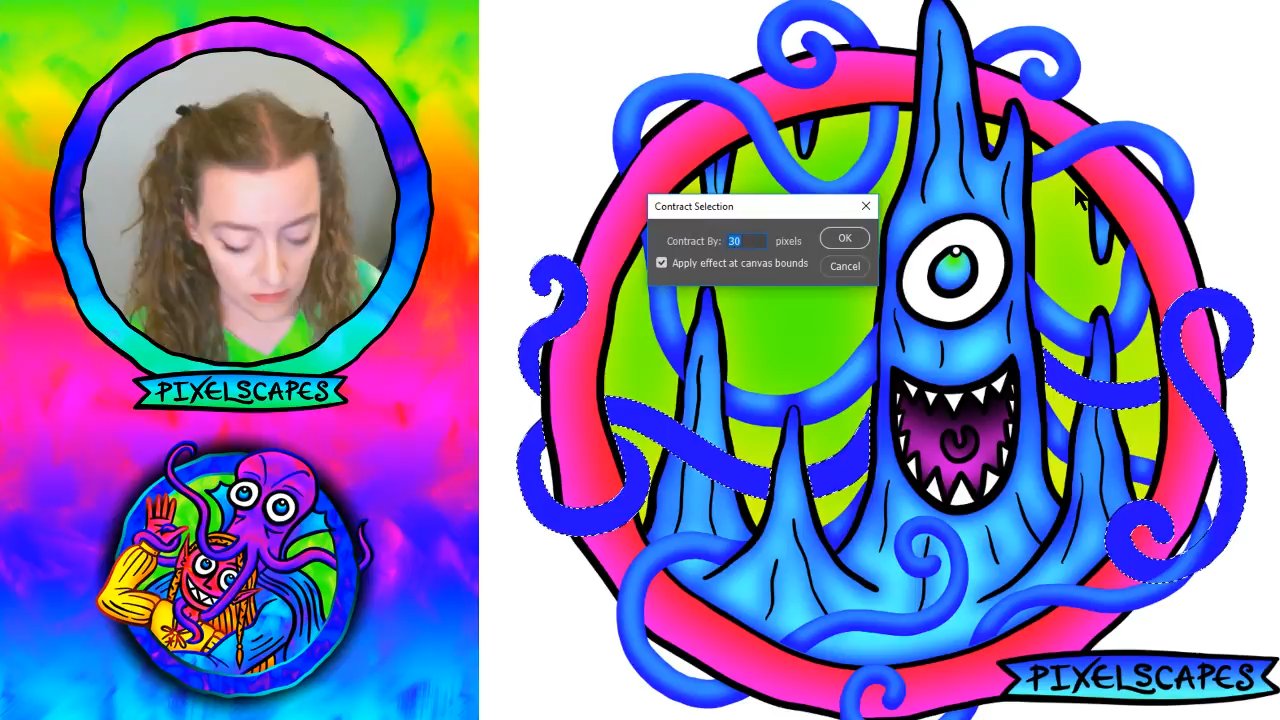 PIXELSCAPES
Contract Selection
Contract By: 30 pixels OK
Apply effect at canvas bounds Cancel
PIXELSCAPES